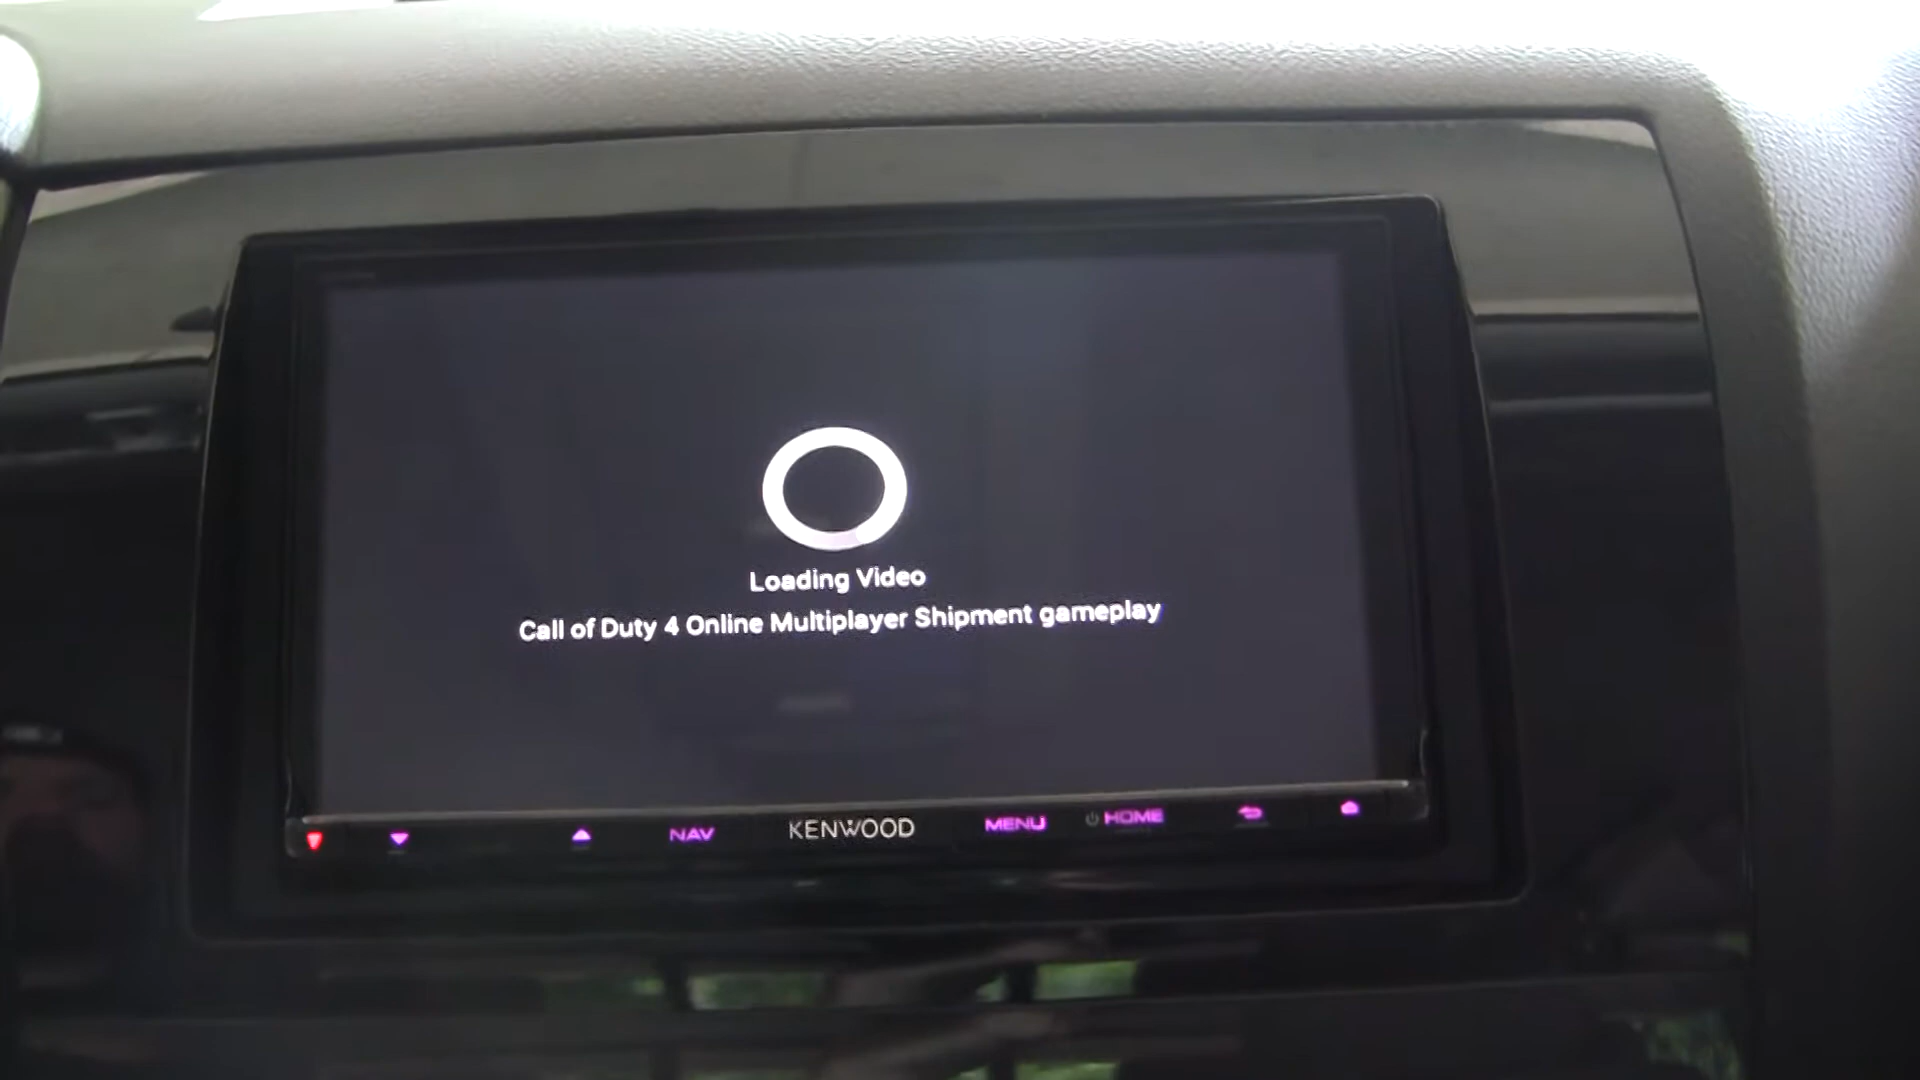 Loading Video
Call of Duty 4 Online Multiplayer Shipment gameplay
NAV KENWOOD MENU HOME